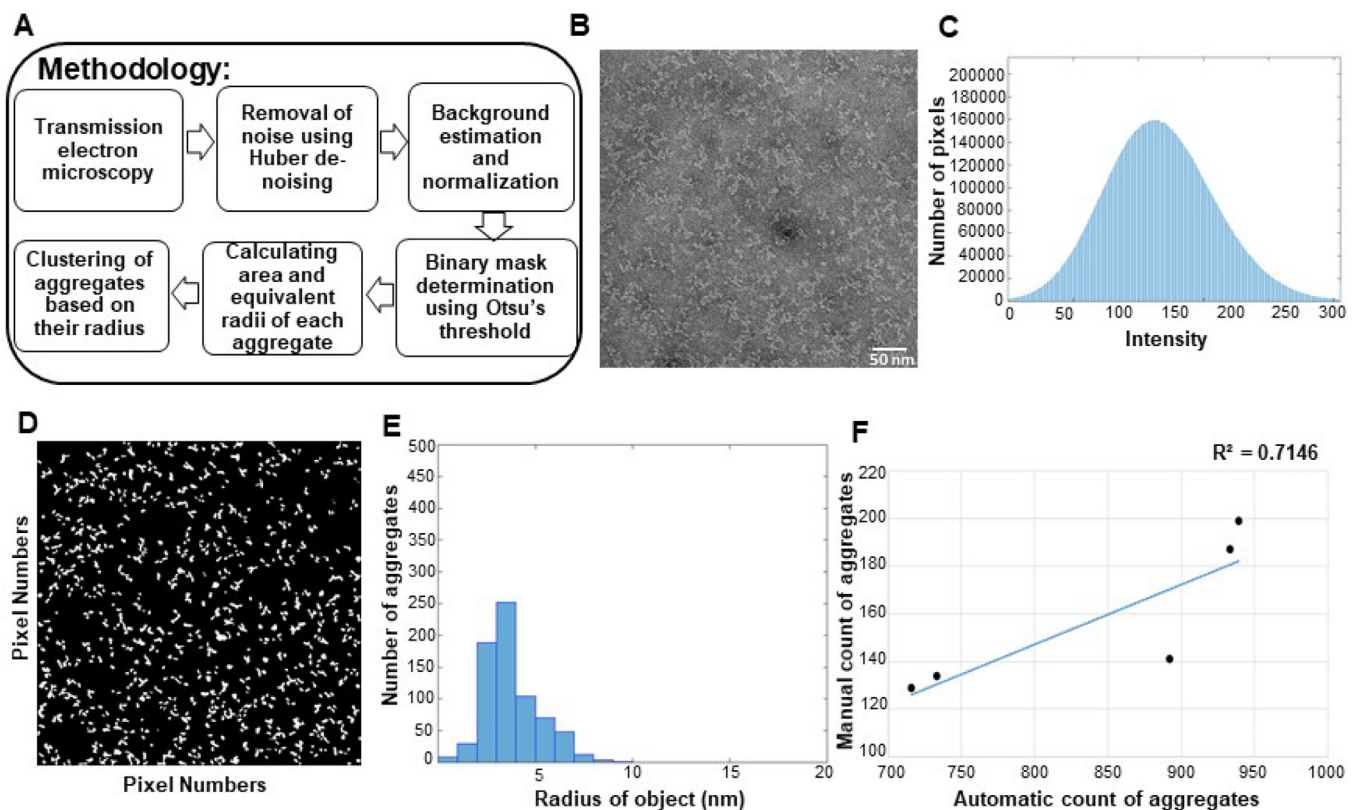 A
Methodology:
Transmission
electron
microscopy
Removal of
noise using
Huber de-
noising
Background
estimation
and
normalization
Clustering of
aggregates
based on
their radius
Calculating
area and
equivalent
radii of each
aggregate
Binary mask
determination
using Otsu's
threshold
B
50 nm
C
200000
180000
160000
140000
120000
100000
80000
60000
40000
20000
0
Number of pixels
0 50 100 150 200 250 300
Intensity
D
Pixel Numbers
Pixel Numbers
E
500
450
400
350
300
250
200
150
100
50
0
Number of aggregates
5 10 15 20
Radius of object (nm)
F
R² = 0.7146
220
200
180
160
140
120
100
Manual count of aggregates
700 750 800 850 900 950 1000
Automatic count of aggregates